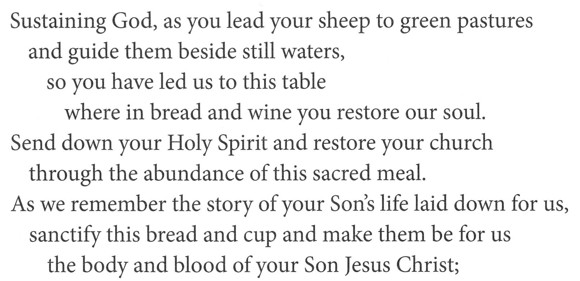 Sustaining God, as you lead your sheep to green pastures
and guide them beside still waters,
so you have led us to this table
where in bread and wine you restore our soul.
Send down your Holy Spirit and restore your church
through the abundance of this sacred meal.
As we remember the story of your Son’s life laid down for us,
sanctify this bread and cup and make them be for us
the body and blood of your Son Jesus Christ;